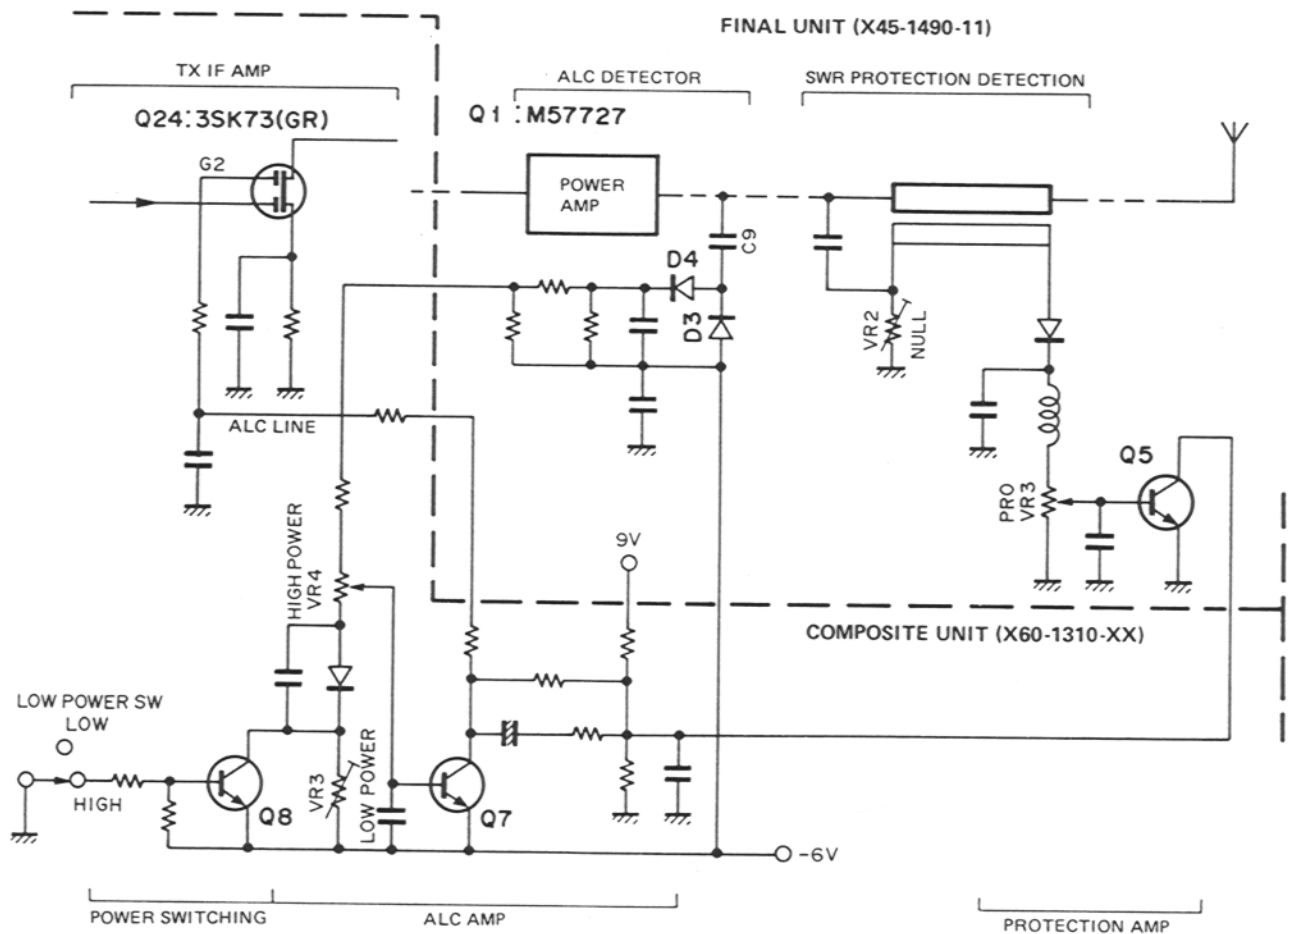 FINAL UNIT (X45-1490-11)
TX IF AMP
ALC DETECTOR
SWR PROTECTION DETECTION
Q24:3SK73(GR)
Q1 :M57727
G2
POWER
AMP
C9
D4
D3
VR2
NULL
ALC LINE
Q5
PRO
VR3
HIGH POWER
VR4
9V
COMPOSITE UNIT (X60-1310-XX)
LOW POWER SW
LOW
HIGH
Q8
VR3
LOW POWER
Q7
-6V
POWER SWITCHING
ALC AMP
PROTECTION AMP